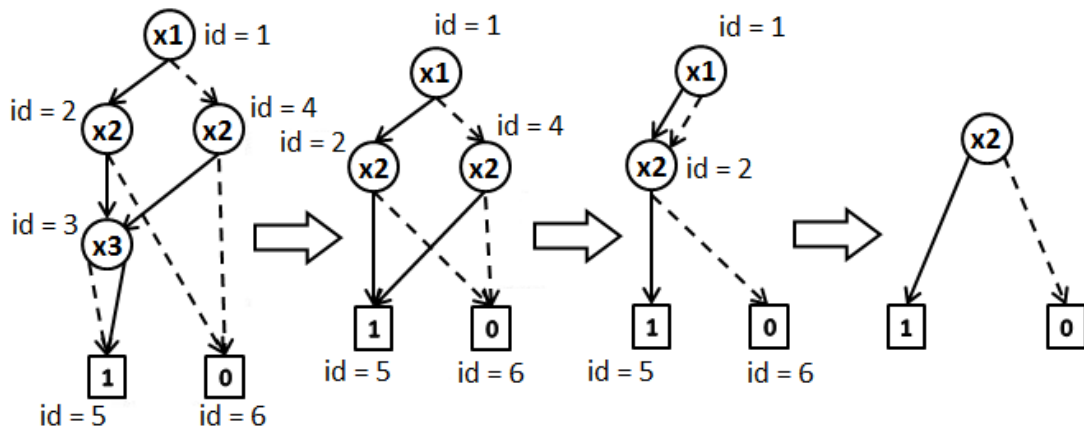 x1 id = 1
id = 2 x2 x2 id = 4
id = 3 x3
1 0
id = 5 id = 6
id = 1
x1
id = 2 x2 x2 id = 4
1 0
id = 5 id = 6
id = 1
x1
x2 id = 2
1 0
id = 5 id = 6
x2
1 0